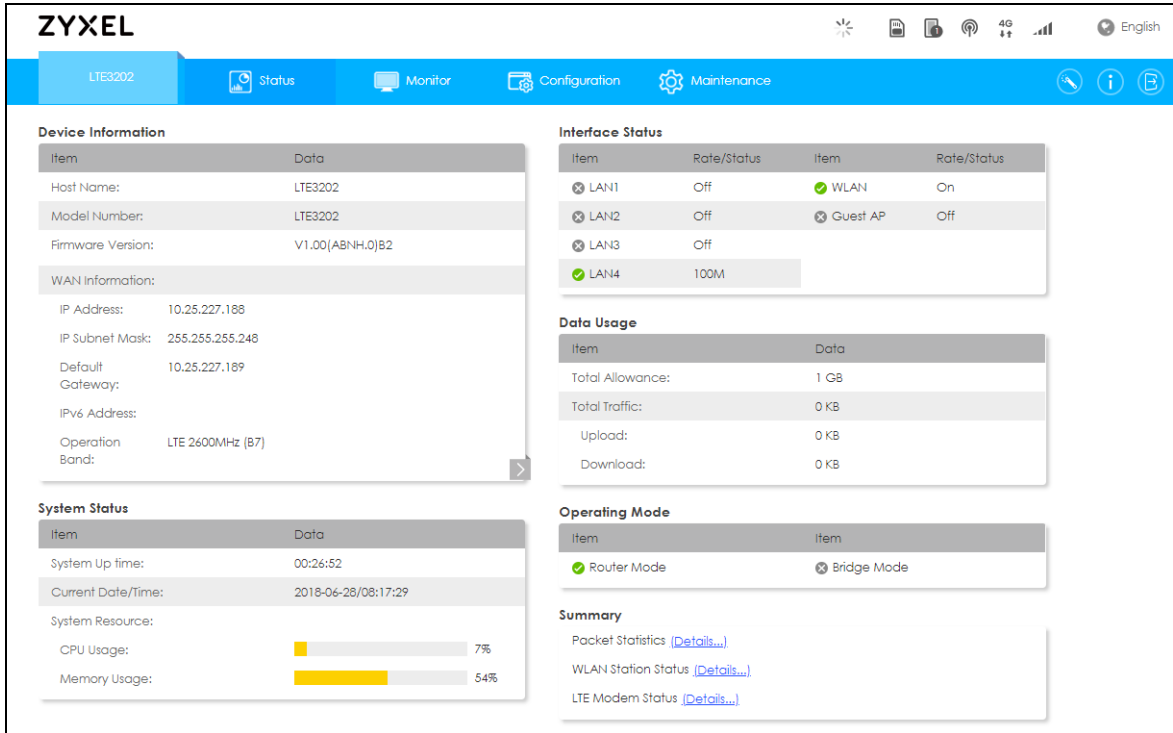 ZYXEL
4G
English
LTE3202
Status
Monitor
Configuration
Maintenance
Device Information
Item Data
Host Name: LTE3202
Model Number: LTE3202
Firmware Version: V1.00(ABNH.0)B2
WAN Information:
IP Address: 10.25.227.188
IP Subnet Mask: 255.255.255.248
Default
Gateway: 10.25.227.189
IPv6 Address:
Operation
Band: LTE 2600MHz (B7)
System Status
Item Data
System Up time: 00:26:52
Current Date/Time: 2018-06-28/08:17:29
System Resource:
CPU Usage: 7%
Memory Usage: 54%
Interface Status
Item Rate/Status Item Rate/Status
LAN1 Off WLAN On
LAN2 Off Guest AP Off
LAN3 Off
LAN4 100M
Data Usage
Item Data
Total Allowance: 1 GB
Total Traffic: 0 KB
Upload: 0 KB
Download: 0 KB
Operating Mode
Item Item
Router Mode Bridge Mode
Summary
Packet Statistics (Details...)
WLAN Station Status (Details...)
LTE Modem Status (Details...)